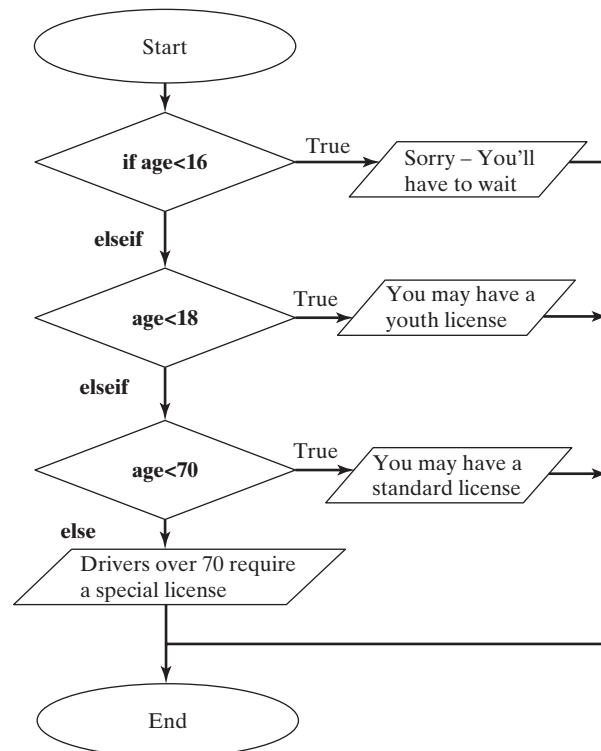 Start
if age<16
True
Sorry – You’ll
have to wait
elseif
age<18
True
You may have a
youth license
elseif
age<70
True
You may have a
standard license
else
Drivers over 70 require
a special license
End